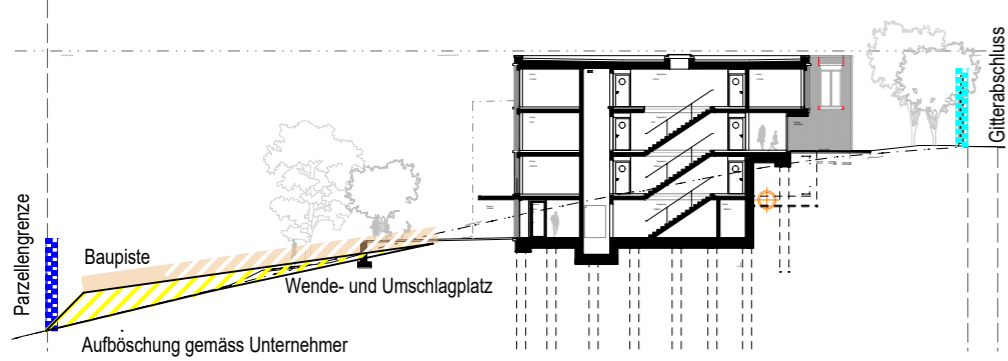 Gitterabschluss
Parzellengrenze
Baupiste
Wende- und Umschlagplatz
Aufböschung gemäss Unternehmer